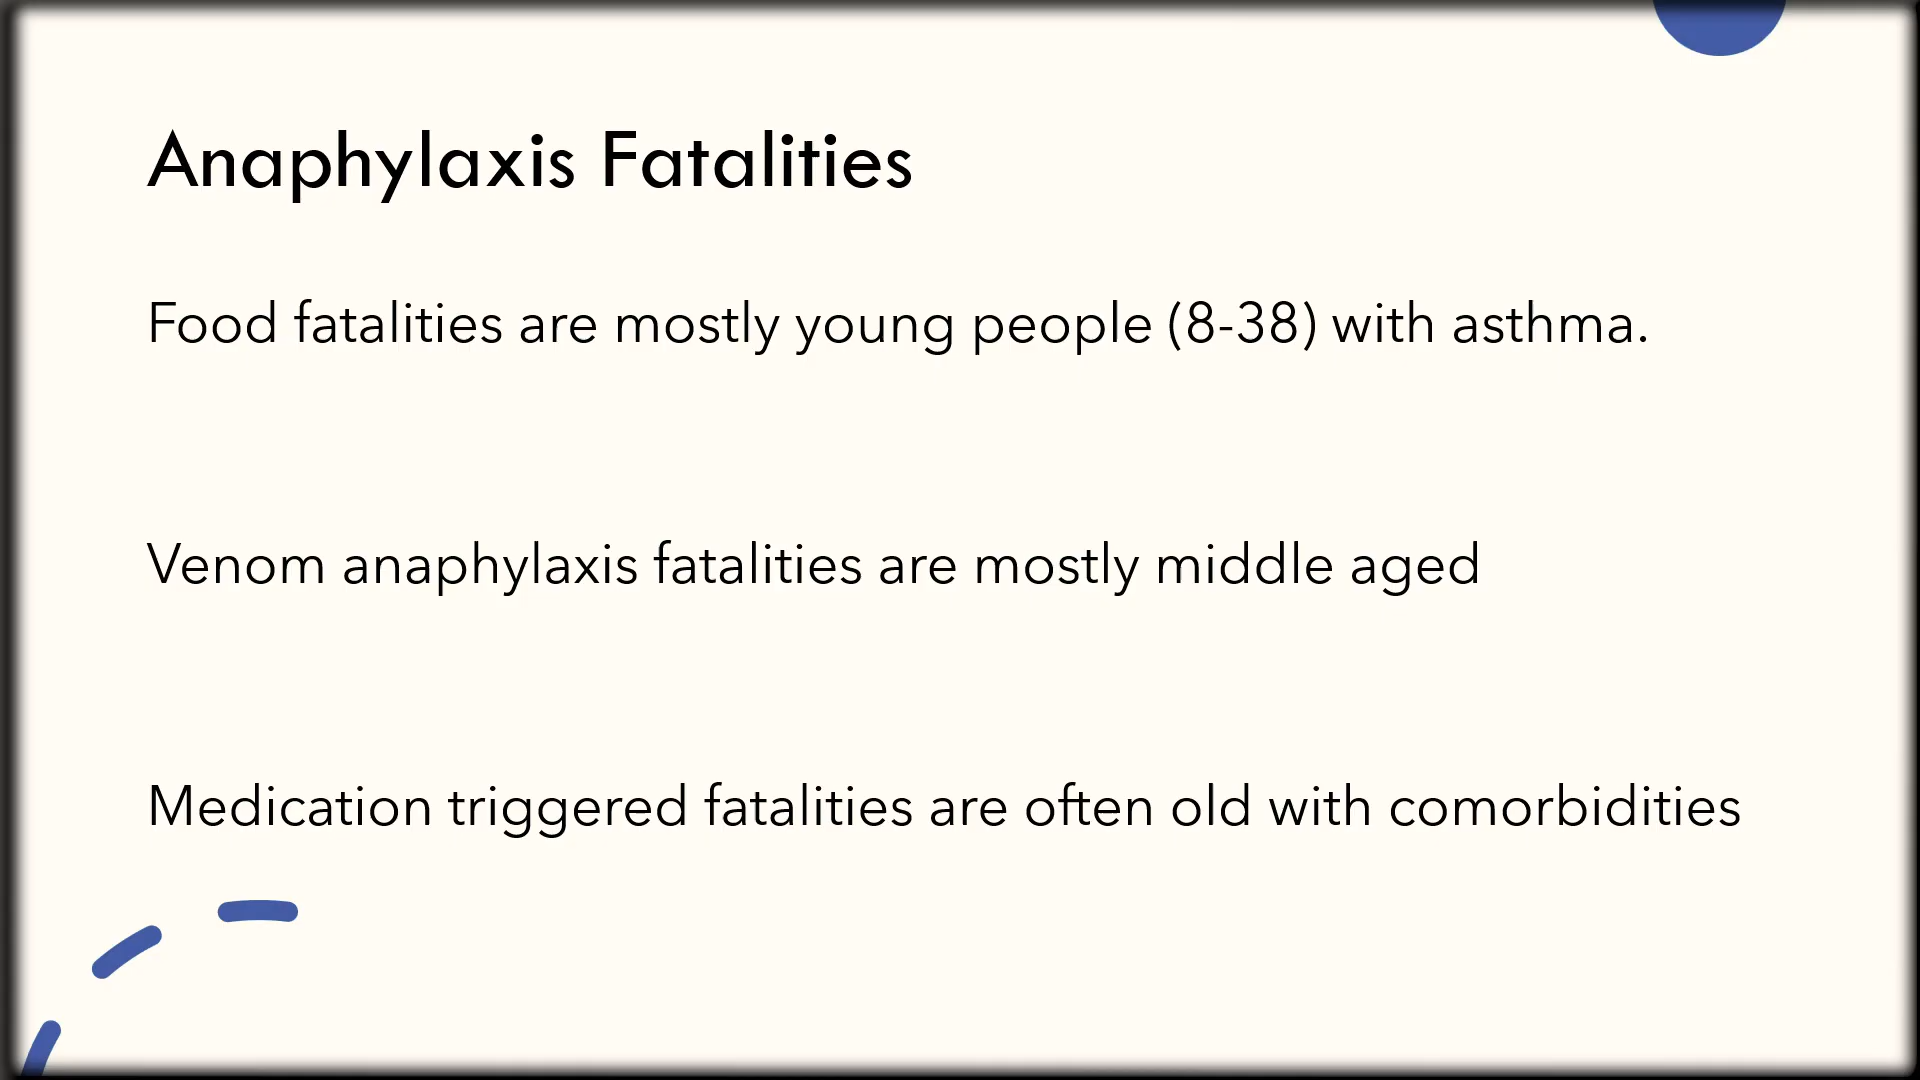 Anaphylaxis Fatalities
Food fatalities are mostly young people (8-38) with asthma.
Venom anaphylaxis fatalities are mostly middle aged
Medication triggered fatalities are often old with comorbidities